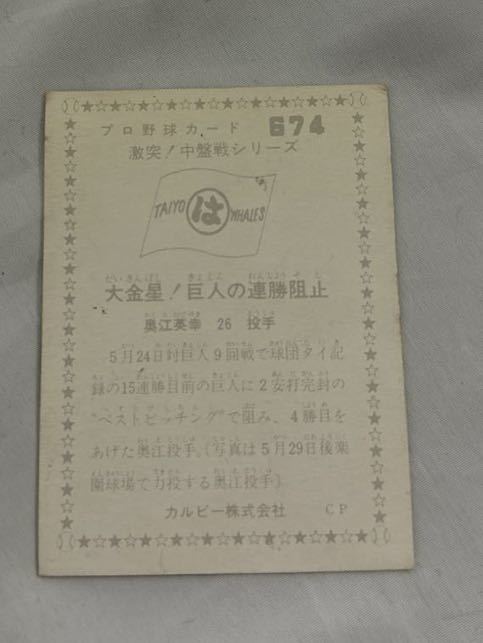 プロ野球カード 674
激突！中盤戦シリーズ
TAIYO は WHALES
大金星！巨人の連勝阻止
奥江英幸 26 投手
5月24日対巨人9回戦で球団タイ記
録の15連勝目前の巨人に2安打完封の
"ベストピッチング"で阻み、4勝目を
あげた奥江投手。(写真は5月29日後楽
園球場で力投する奥江投手)
カルビー株式会社 CP